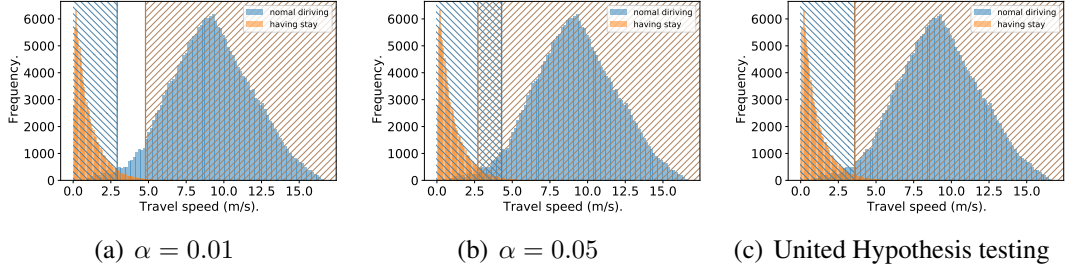 Frequency.
6000
5000
4000
3000
2000
1000
0
nomal diriving
having stay
0.0 2.5 5.0 7.5 10.0 12.5 15.0
Travel speed (m/s).
(a) α = 0.01
Frequency.
6000
5000
4000
3000
2000
1000
0
nomal diriving
having stay
0.0 2.5 5.0 7.5 10.0 12.5 15.0
Travel speed (m/s).
(b) α = 0.05
Frequency.
6000
5000
4000
3000
2000
1000
0
nomal diriving
having stay
0.0 2.5 5.0 7.5 10.0 12.5 15.0
Travel speed (m/s).
(c) United Hypothesis testing